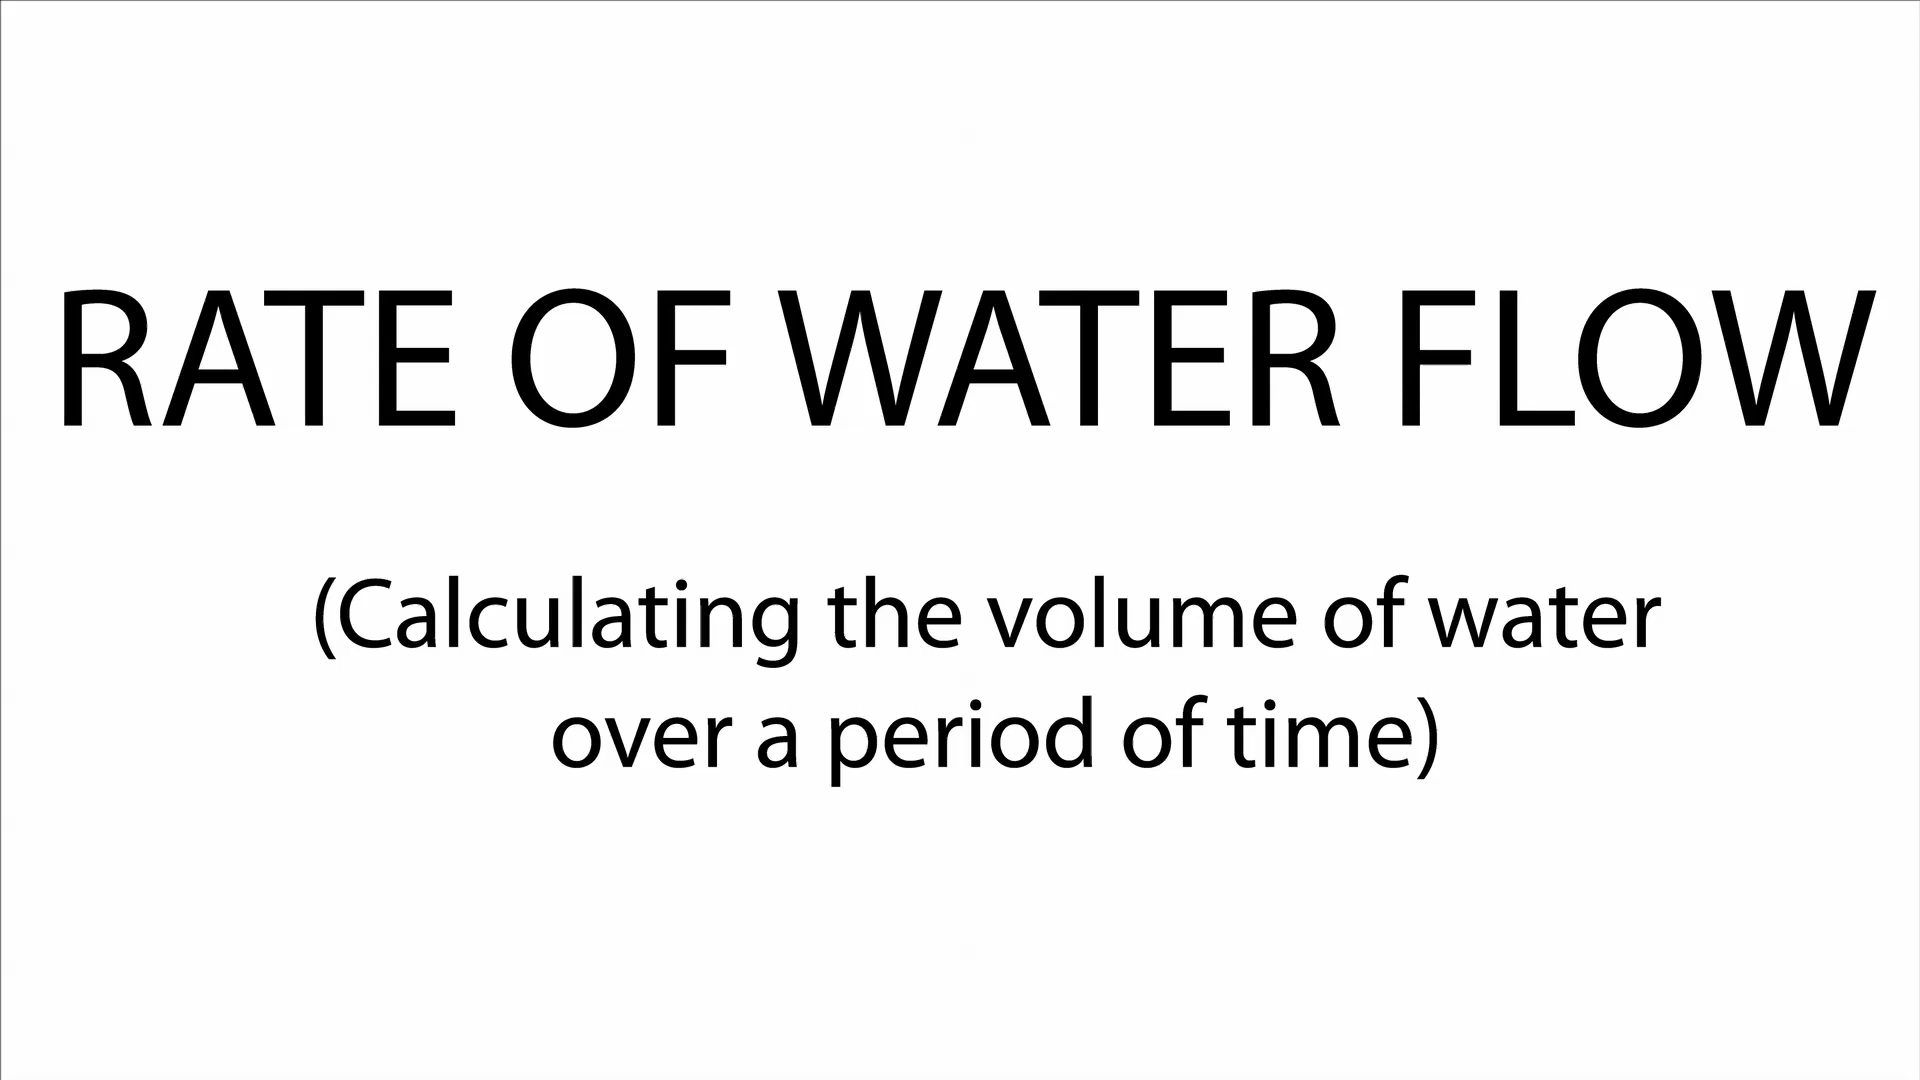 RATE OF WATER FLOW
(Calculating the volume of water
over a period of time)